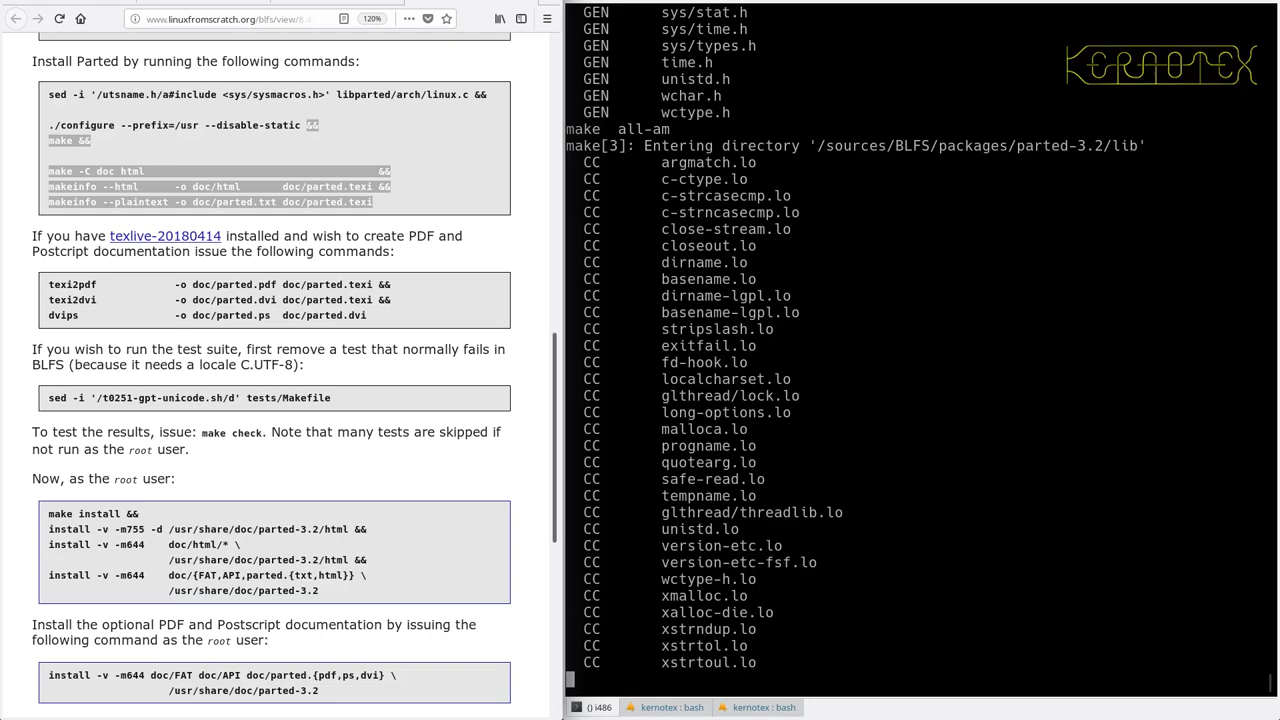 www.linuxfromscratch.org/blfs/view/8.4
120%
Install Parted by running the following commands:
sed -i '/utsname.h/a#include <sys/sysmacros.h>' libparted/arch/linux.c &&
./configure --prefix=/usr --disable-static &&
make &&
make -C doc html                                       &&
makeinfo --html      -o doc/html       doc/parted.texi &&
makeinfo --plaintext -o doc/parted.txt doc/parted.texi
If you have texlive-20180414 installed and wish to create PDF and
Postcript documentation issue the following commands:
texi2pdf             -o doc/parted.pdf doc/parted.texi &&
texi2dvi             -o doc/parted.dvi doc/parted.texi &&
dvips                -o doc/parted.ps  doc/parted.dvi
If you wish to run the test suite, first remove a test that normally fails in
BLFS (because it needs a locale C.UTF-8):
sed -i '/t0251-gpt-unicode.sh/d' tests/Makefile
To test the results, issue: make check. Note that many tests are skipped if
not run as the root user.
Now, as the root user:
make install &&
install -v -m755 -d /usr/share/doc/parted-3.2/html &&
install -v -m644    doc/html/* \
                    /usr/share/doc/parted-3.2/html &&
install -v -m644    doc/{FAT,API,parted.{txt,html}} \
                    /usr/share/doc/parted-3.2
Install the optional PDF and Postscript documentation by issuing the
following command as the root user:
install -v -m644 doc/FAT doc/API doc/parted.{pdf,ps,dvi} \
                    /usr/share/doc/parted-3.2
GEN      sys/stat.h
GEN      sys/time.h
GEN      sys/types.h
GEN      time.h
GEN      unistd.h
GEN      wchar.h
GEN      wctype.h
make  all-am
make[3]: Entering directory '/sources/BLFS/packages/parted-3.2/lib'
CC       argmatch.lo
CC       c-ctype.lo
CC       c-strcasecmp.lo
CC       c-strncasecmp.lo
CC       close-stream.lo
CC       closeout.lo
CC       dirname.lo
CC       basename.lo
CC       dirname-lgpl.lo
CC       basename-lgpl.lo
CC       stripslash.lo
CC       exitfail.lo
CC       fd-hook.lo
CC       localcharset.lo
CC       glthread/lock.lo
CC       long-options.lo
CC       malloca.lo
CC       progname.lo
CC       quotearg.lo
CC       safe-read.lo
CC       tempname.lo
CC       glthread/threadlib.lo
CC       unistd.lo
CC       version-etc.lo
CC       version-etc-fsf.lo
CC       wctype-h.lo
CC       xmalloc.lo
CC       xalloc-die.lo
CC       xstrndup.lo
CC       xstrtol.lo
CC       xstrtoul.lo
KERNOTEX
() i486
kernotex : bash
kernotex : bash